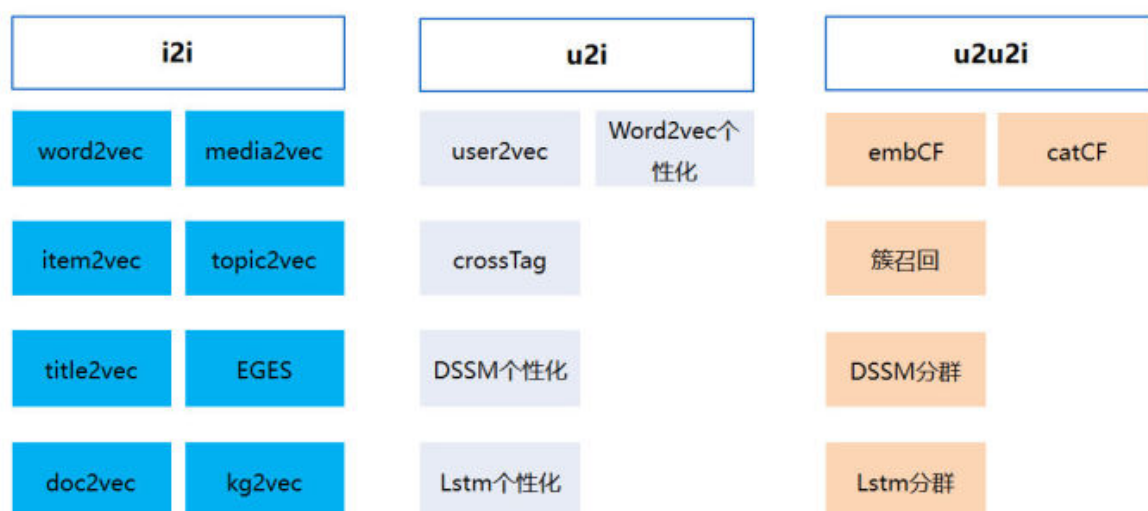 i2i
u2i
u2u2i
word2vec
media2vec
user2vec
Word2vec个
性化
embCF
catCF
item2vec
topic2vec
crossTag
簇召回
title2vec
EGES
DSSM个性化
DSSM分群
doc2vec
kg2vec
Lstm个性化
Lstm分群